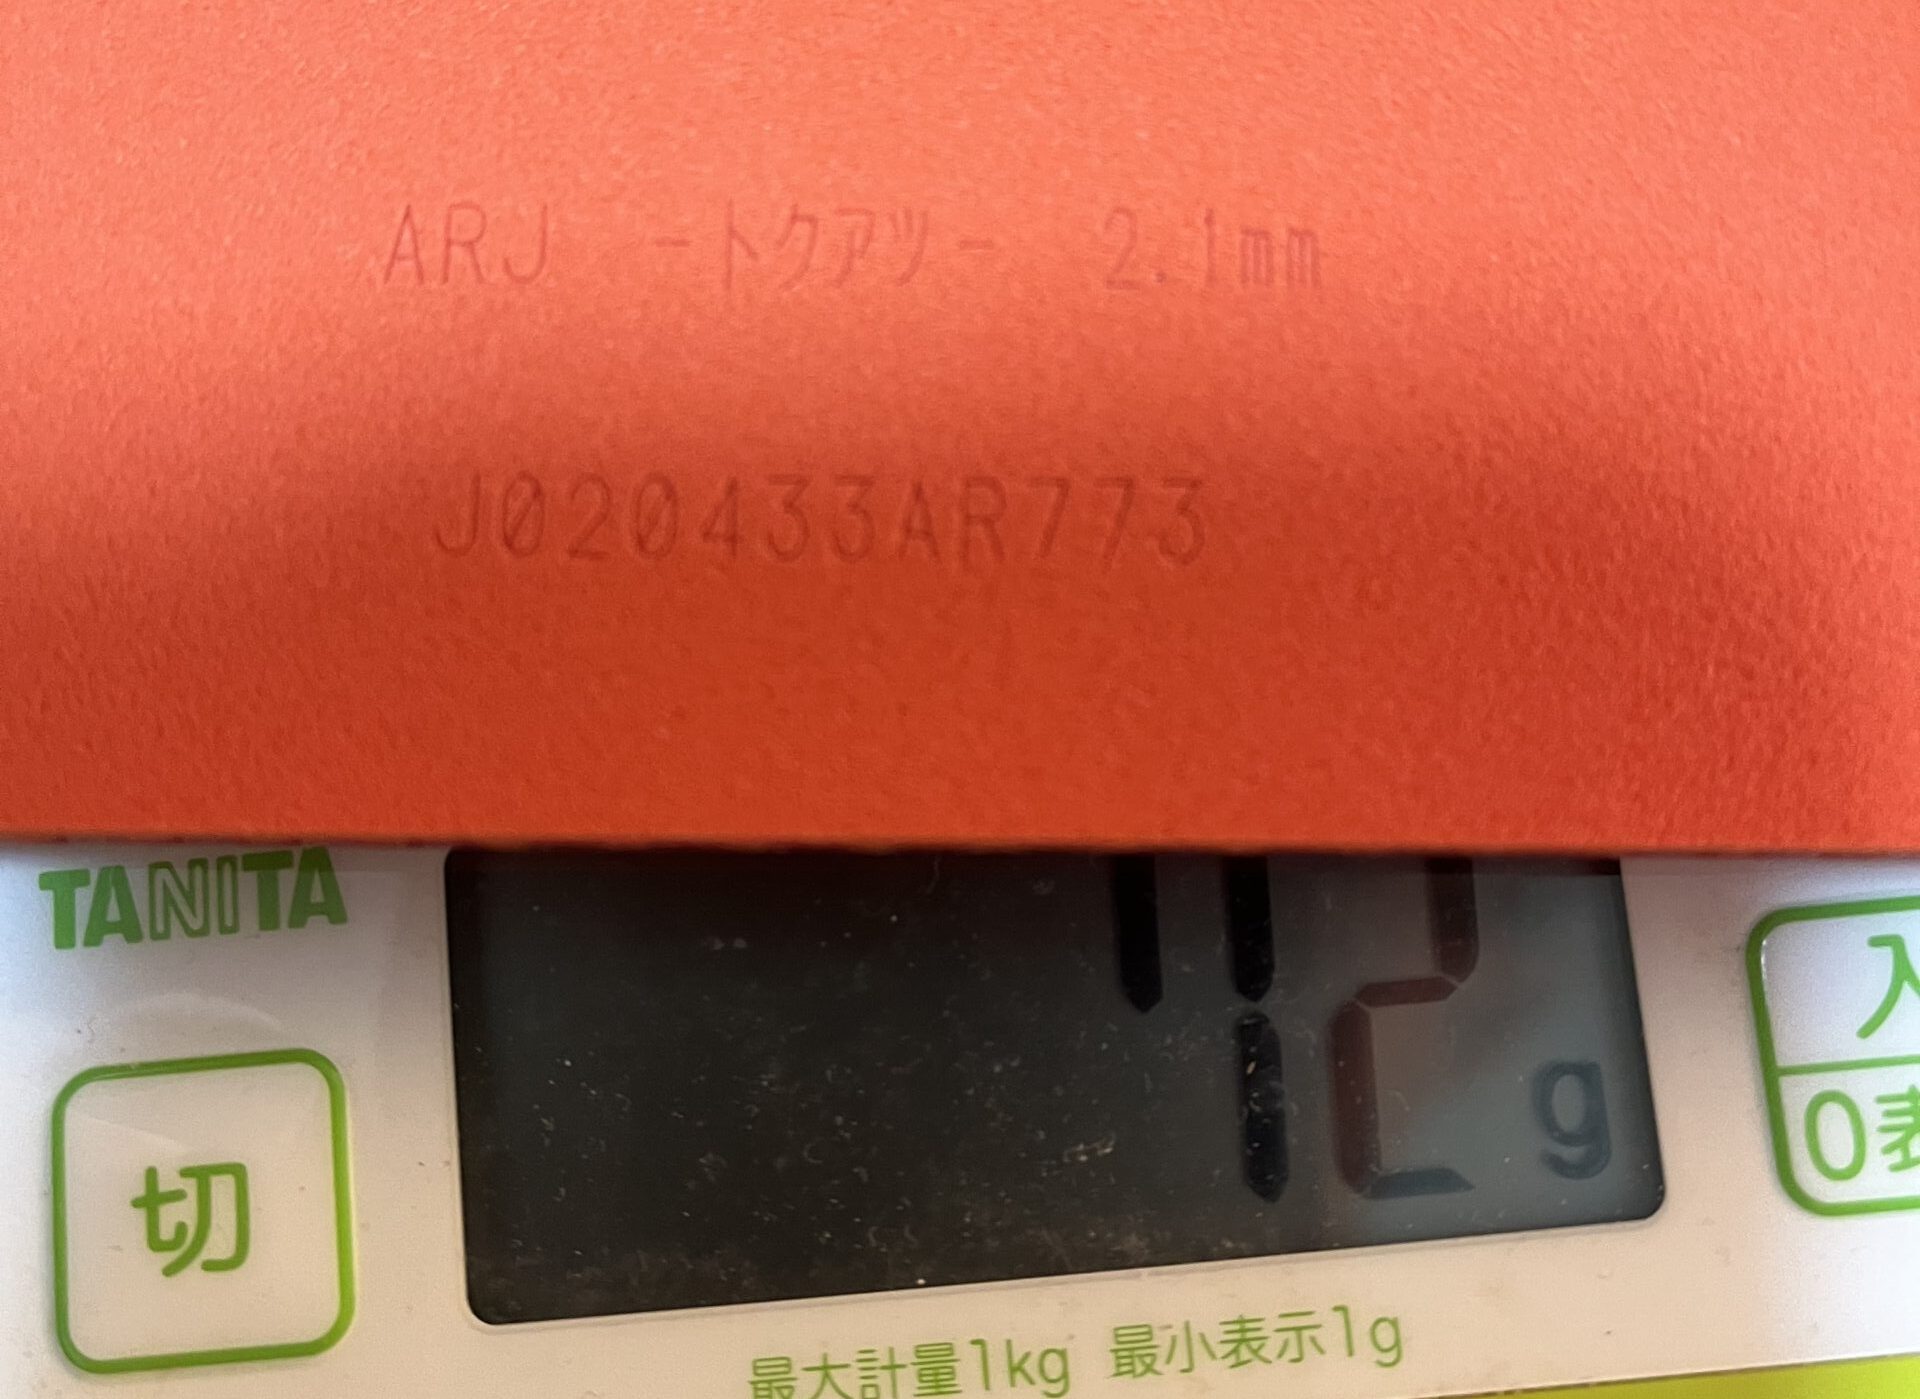 ARJ -トクアツ- 2.1mm
J020433AR773
TANITA
72g
切
入
0表
最大計量1kg 最小表示1g